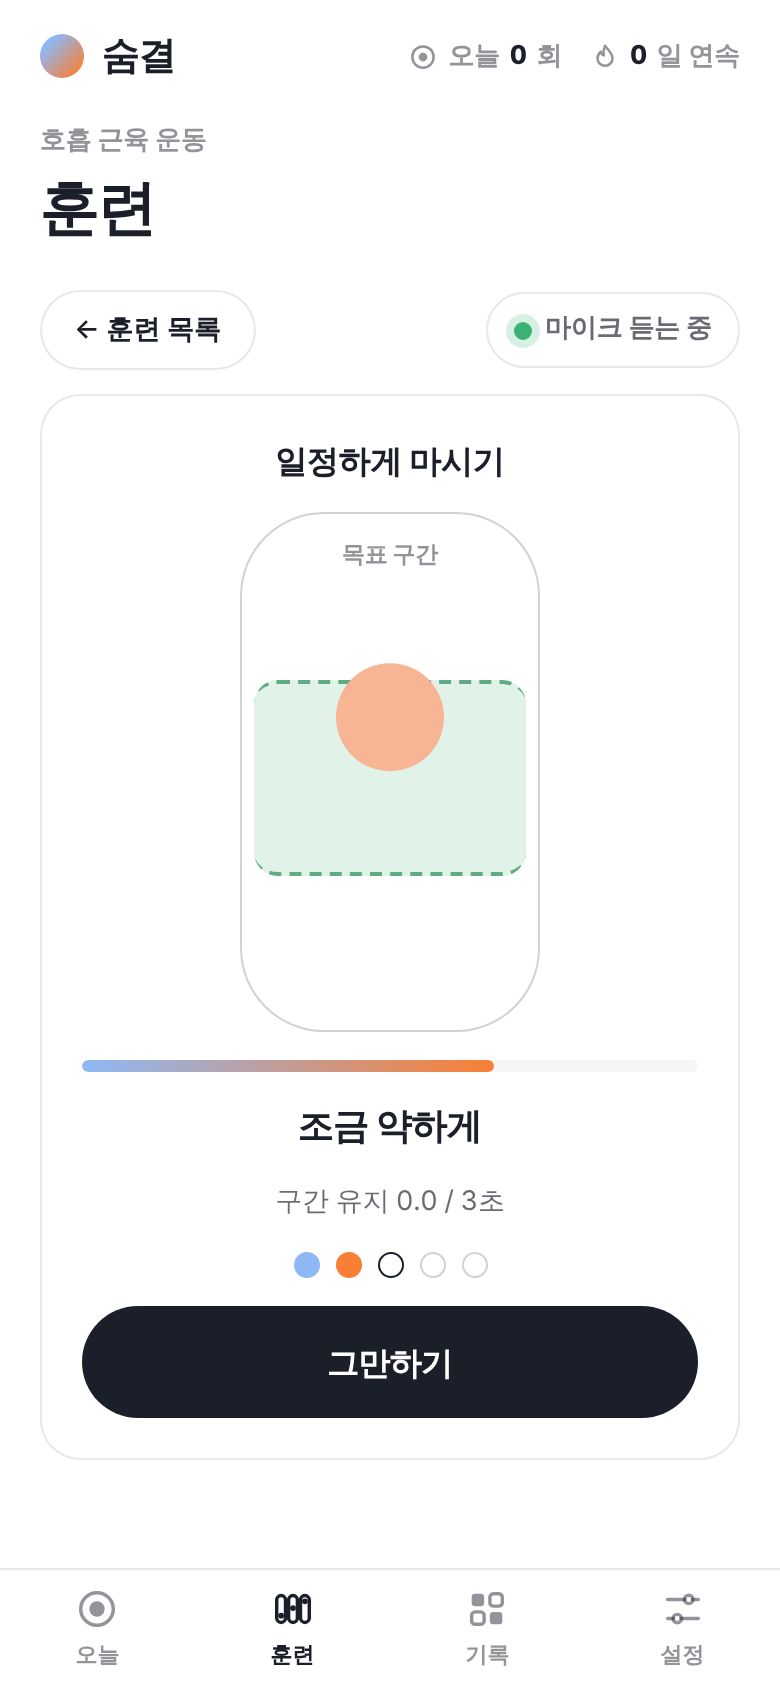 숨결
오늘 0 회 0 일 연속
호흡 근육 운동
훈련
← 훈련 목록
마이크 듣는 중
일정하게 마시기
목표 구간
조금 약하게
구간 유지 0.0 / 3초
그만하기
오늘 훈련 기록 설정